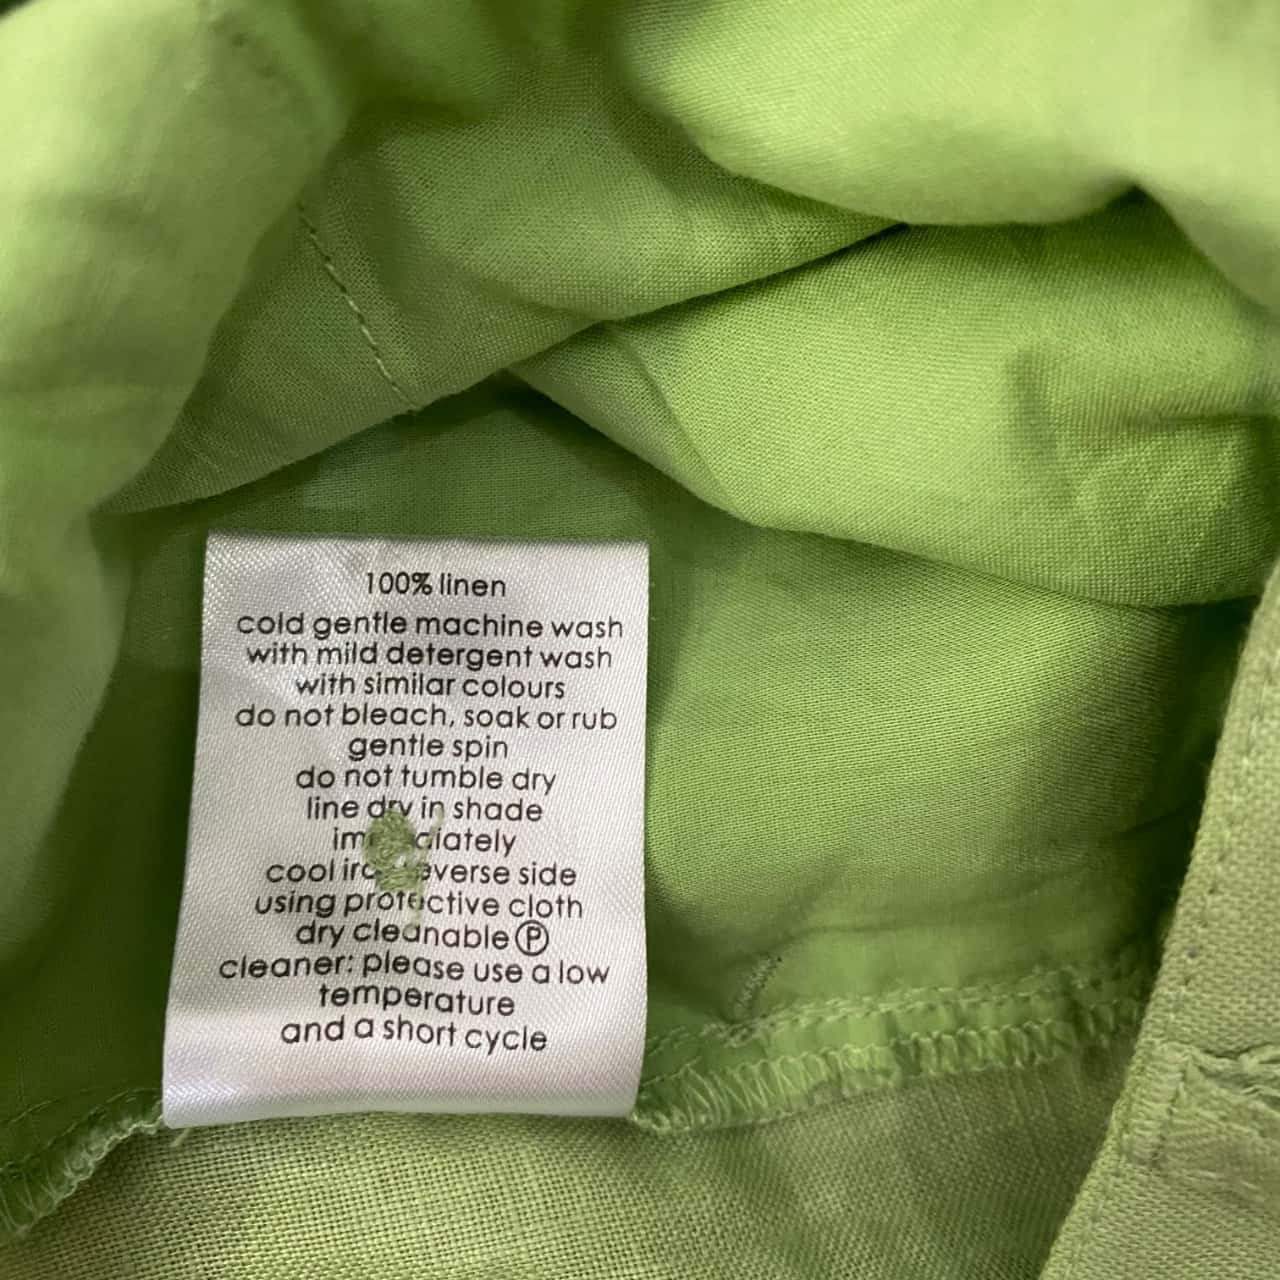 100% linen
cold gentle machine wash
with mild detergent wash
with similar colours
do not bleach, soak or rub
gentle spin
do not tumble dry
line dry in shade
immediately
cool iron reverse side
using protective cloth
dry cleanable Ⓟ
cleaner: please use a low
temperature
and a short cycle